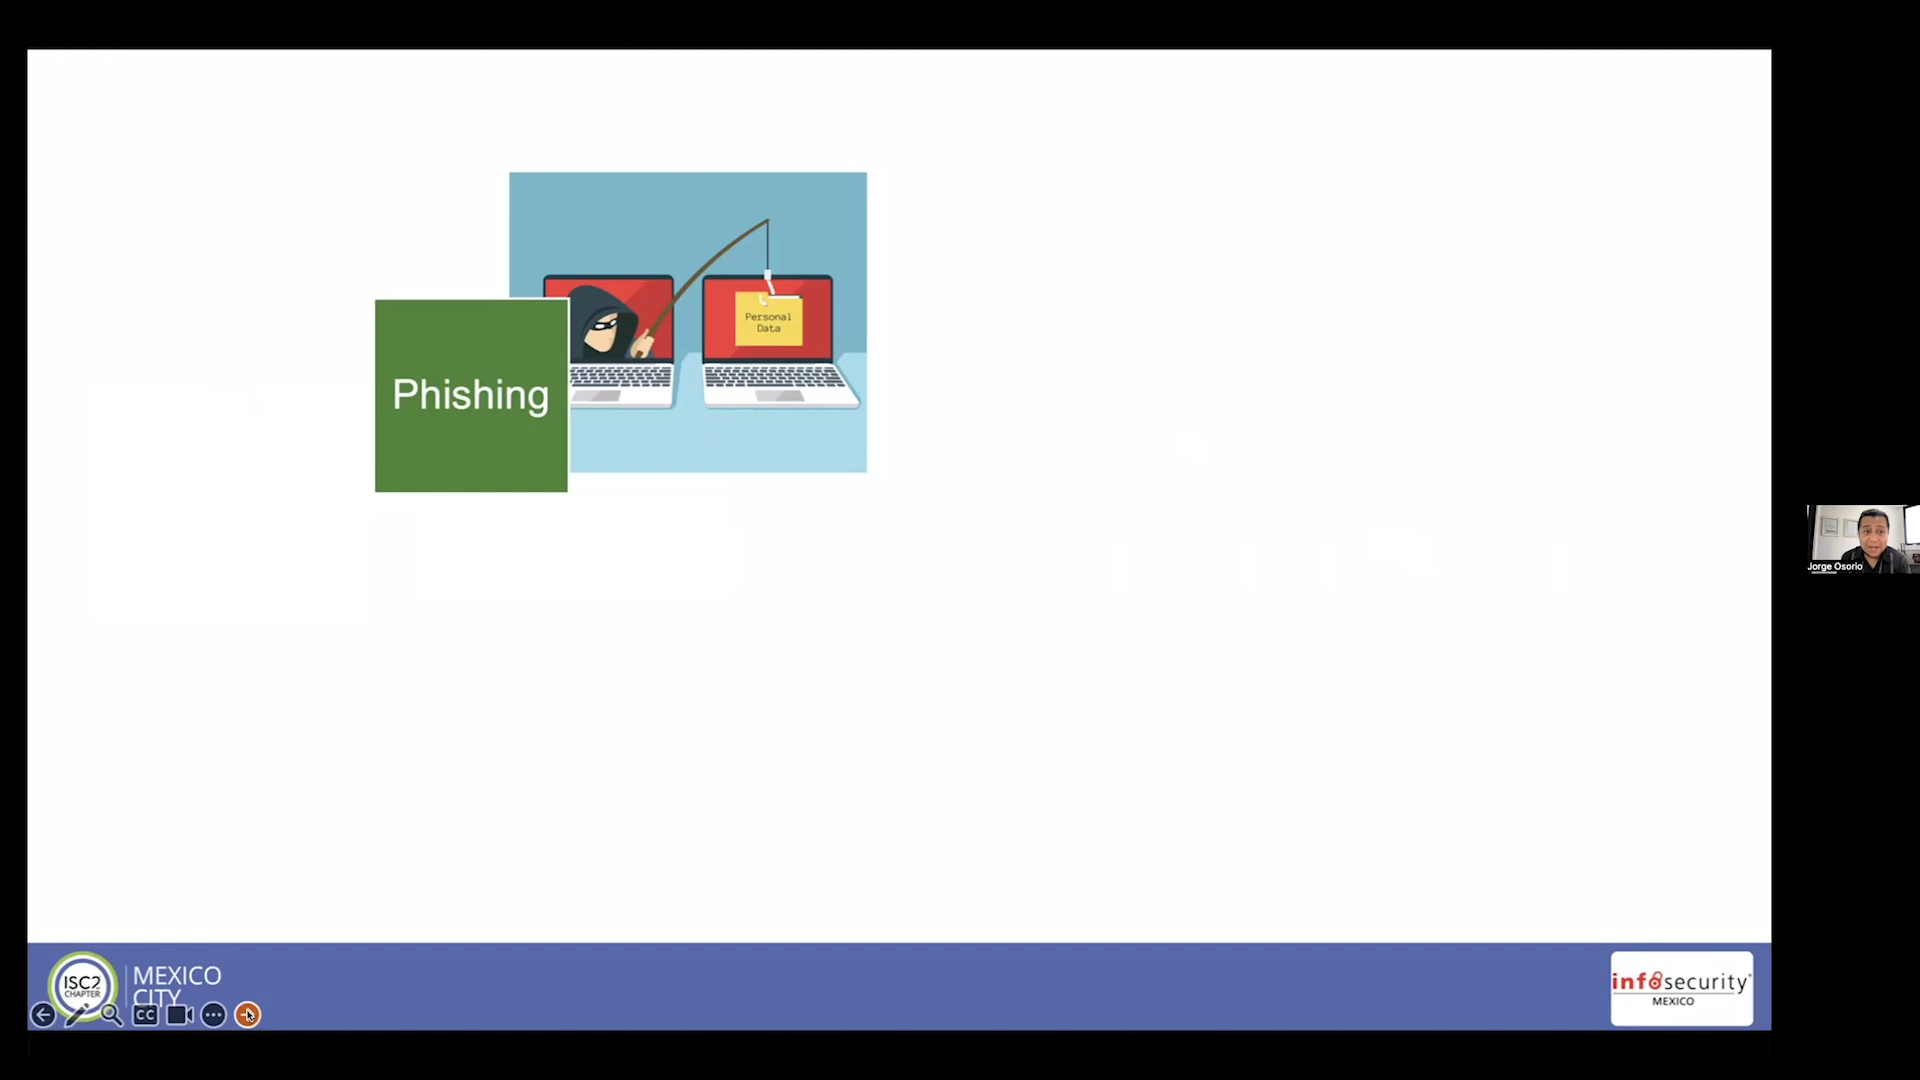 Personal
Data
Phishing
Jorge Osorio
ISC2
CHAPTER
MEXICO
CITY
CC
infosecurity
MEXICO